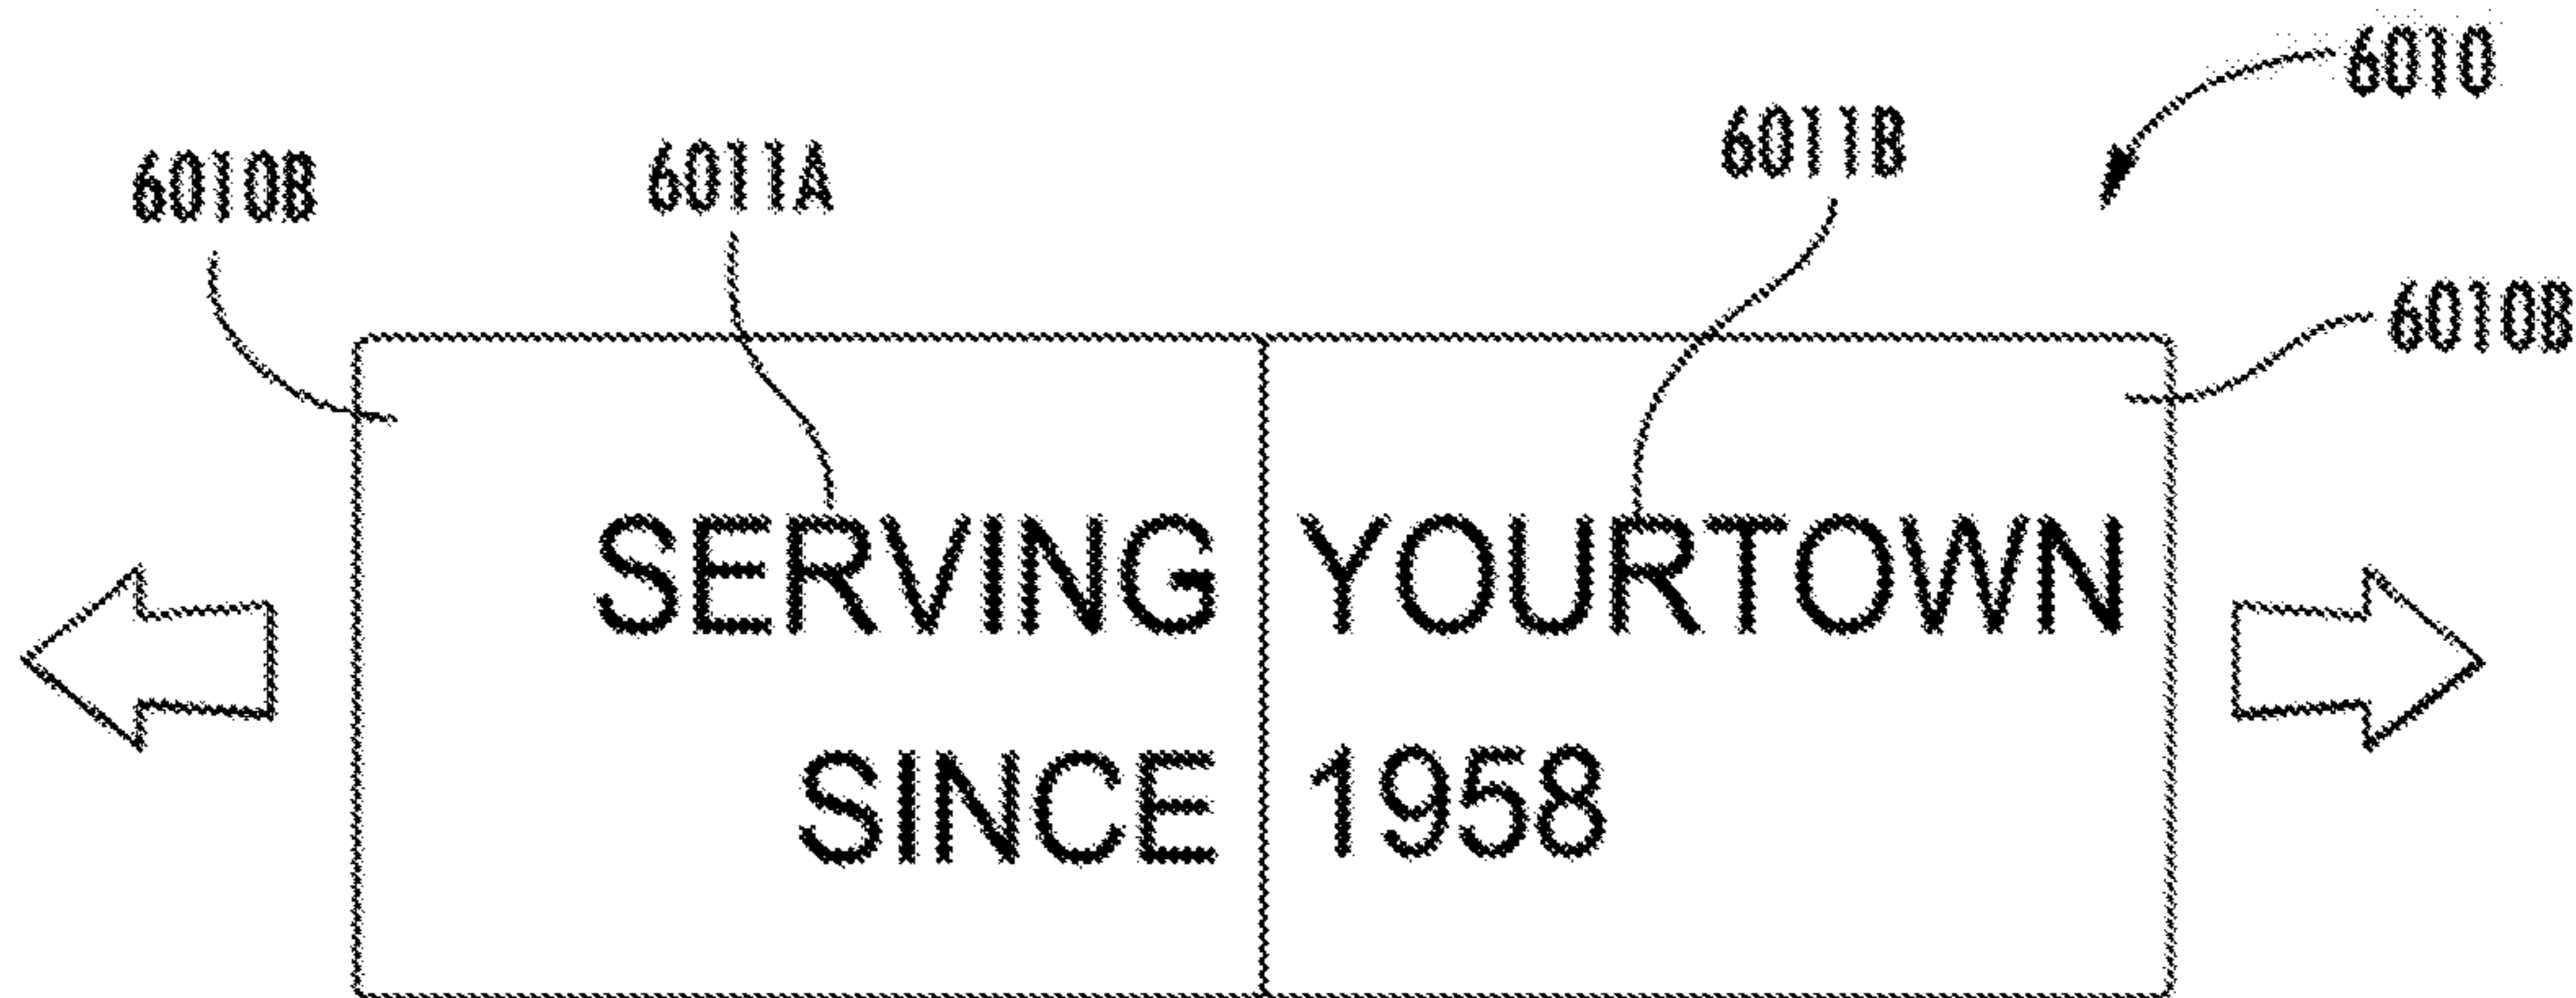 6010
6010B 6011A 6011B
6010B
SERVING YOURTOWN
SINCE 1958